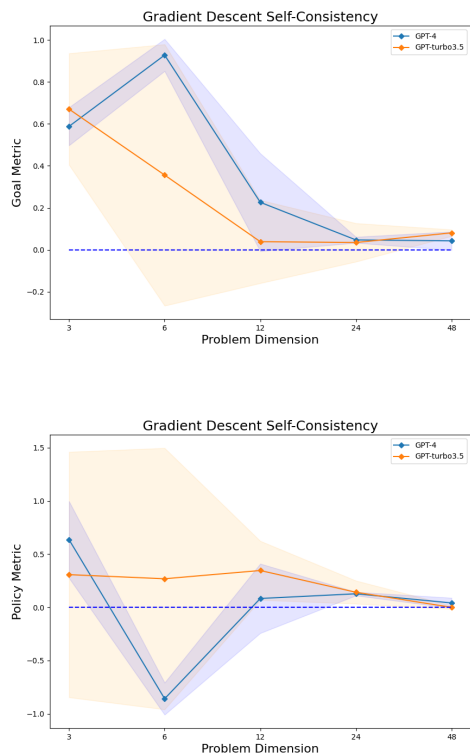 Gradient Descent Self-Consistency
GPT-4
GPT-turbo3.5
1.0
0.8
0.6
0.4
0.2
0.0
−0.2
Goal Metric
3 6 12 24 48
Problem Dimension
Gradient Descent Self-Consistency
GPT-4
GPT-turbo3.5
1.5
1.0
0.5
0.0
−0.5
−1.0
Policy Metric
3 6 12 24 48
Problem Dimension